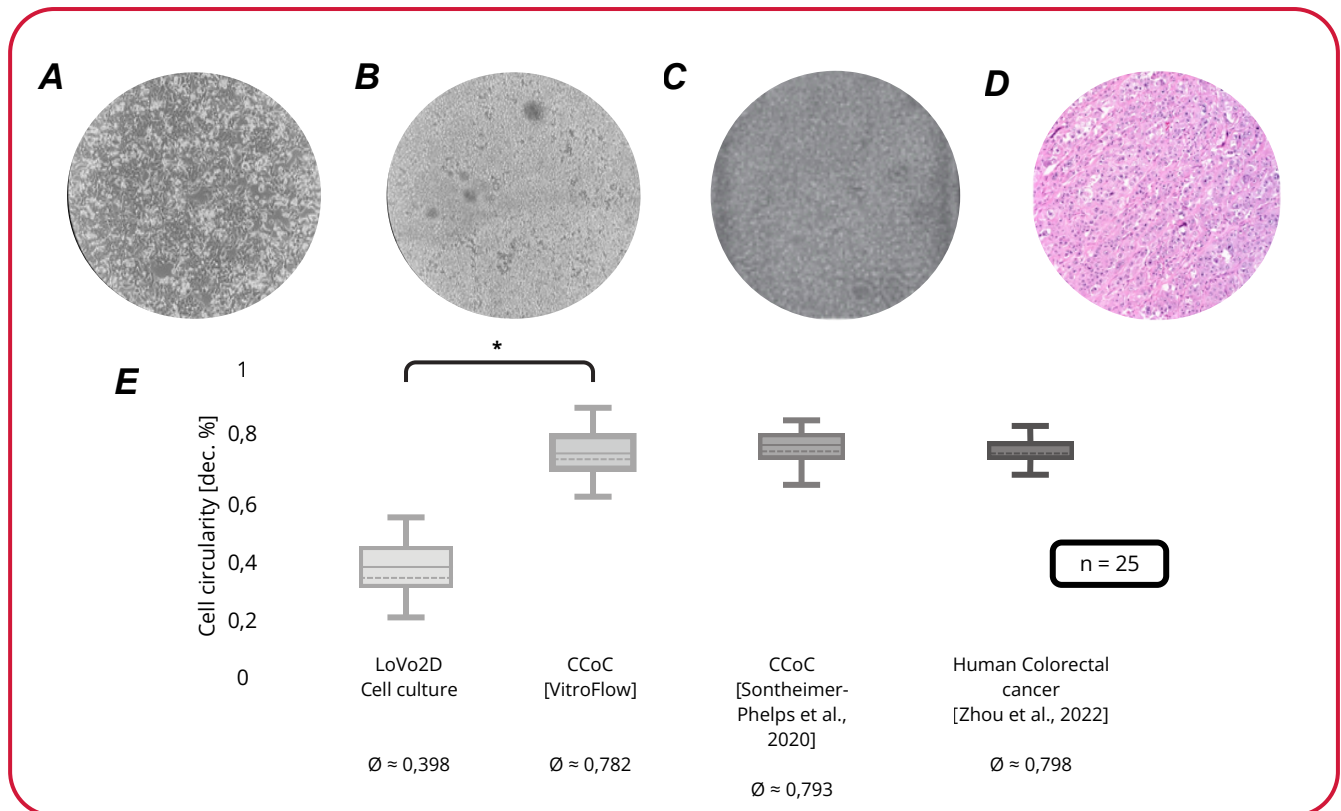 A
B
C
D
*
E
1
0,8
0,6
0,4
0,2
0
Cell circularity [dec. %]
n = 25
LoVo2D
Cell culture
Ø ≈ 0,398
CCoC
[VitroFlow]
Ø ≈ 0,782
CCoC
[Sontheimer-
Phelps et al.,
2020]
Ø ≈ 0,793
Human Colorectal
cancer
[Zhou et al., 2022]
Ø ≈ 0,798